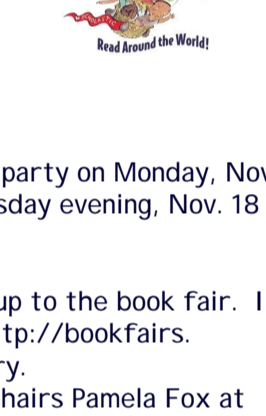 SCHOLASTIC
Read Around the World!
party on Monday, Nov
sday evening, Nov. 18
up to the book fair. I
tp://bookfairs.
ry.
hairs Pamela Fox at